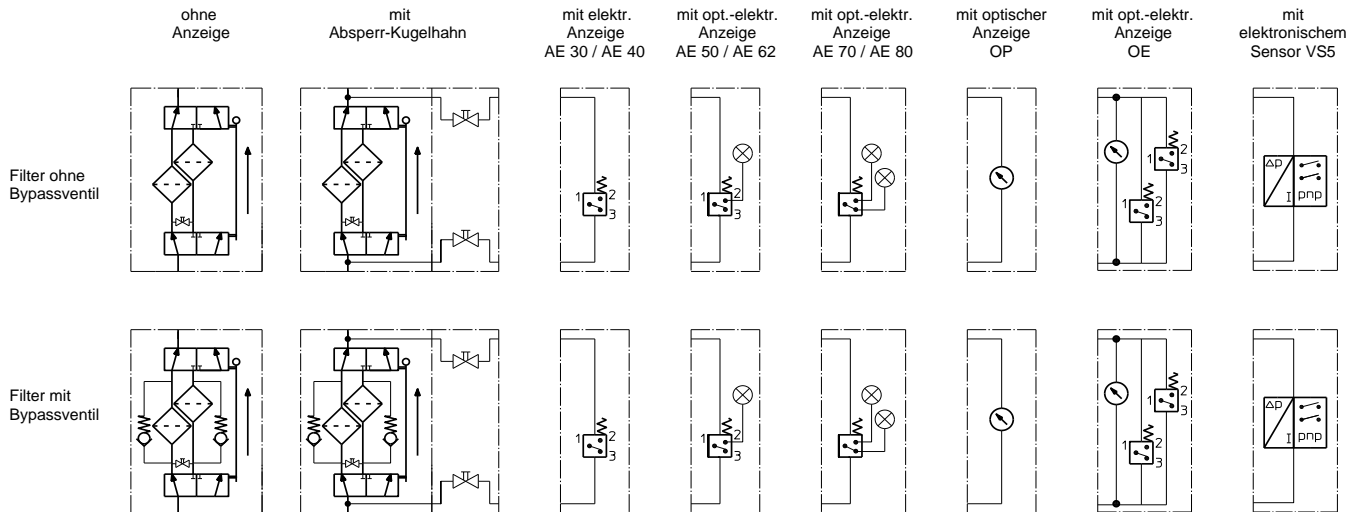 ohne
Anzeige
mit
Absperr-Kugelhahn
mit elektr.
Anzeige
AE 30 / AE 40
mit opt.-elektr.
Anzeige
AE 50 / AE 62
mit opt.-elektr.
Anzeige
AE 70 / AE 80
mit optischer
Anzeige
OP
mit opt.-elektr.
Anzeige
OE
mit
elektronischem
Sensor VS5
Filter ohne
Bypassventil
1 2
3
1 2
3
1
1 2
3
1 2
3
Δp
I
pnp
Filter mit
Bypassventil
1 2
3
1 2
3
1
1 2
3
1 2
3
Δp
I
pnp